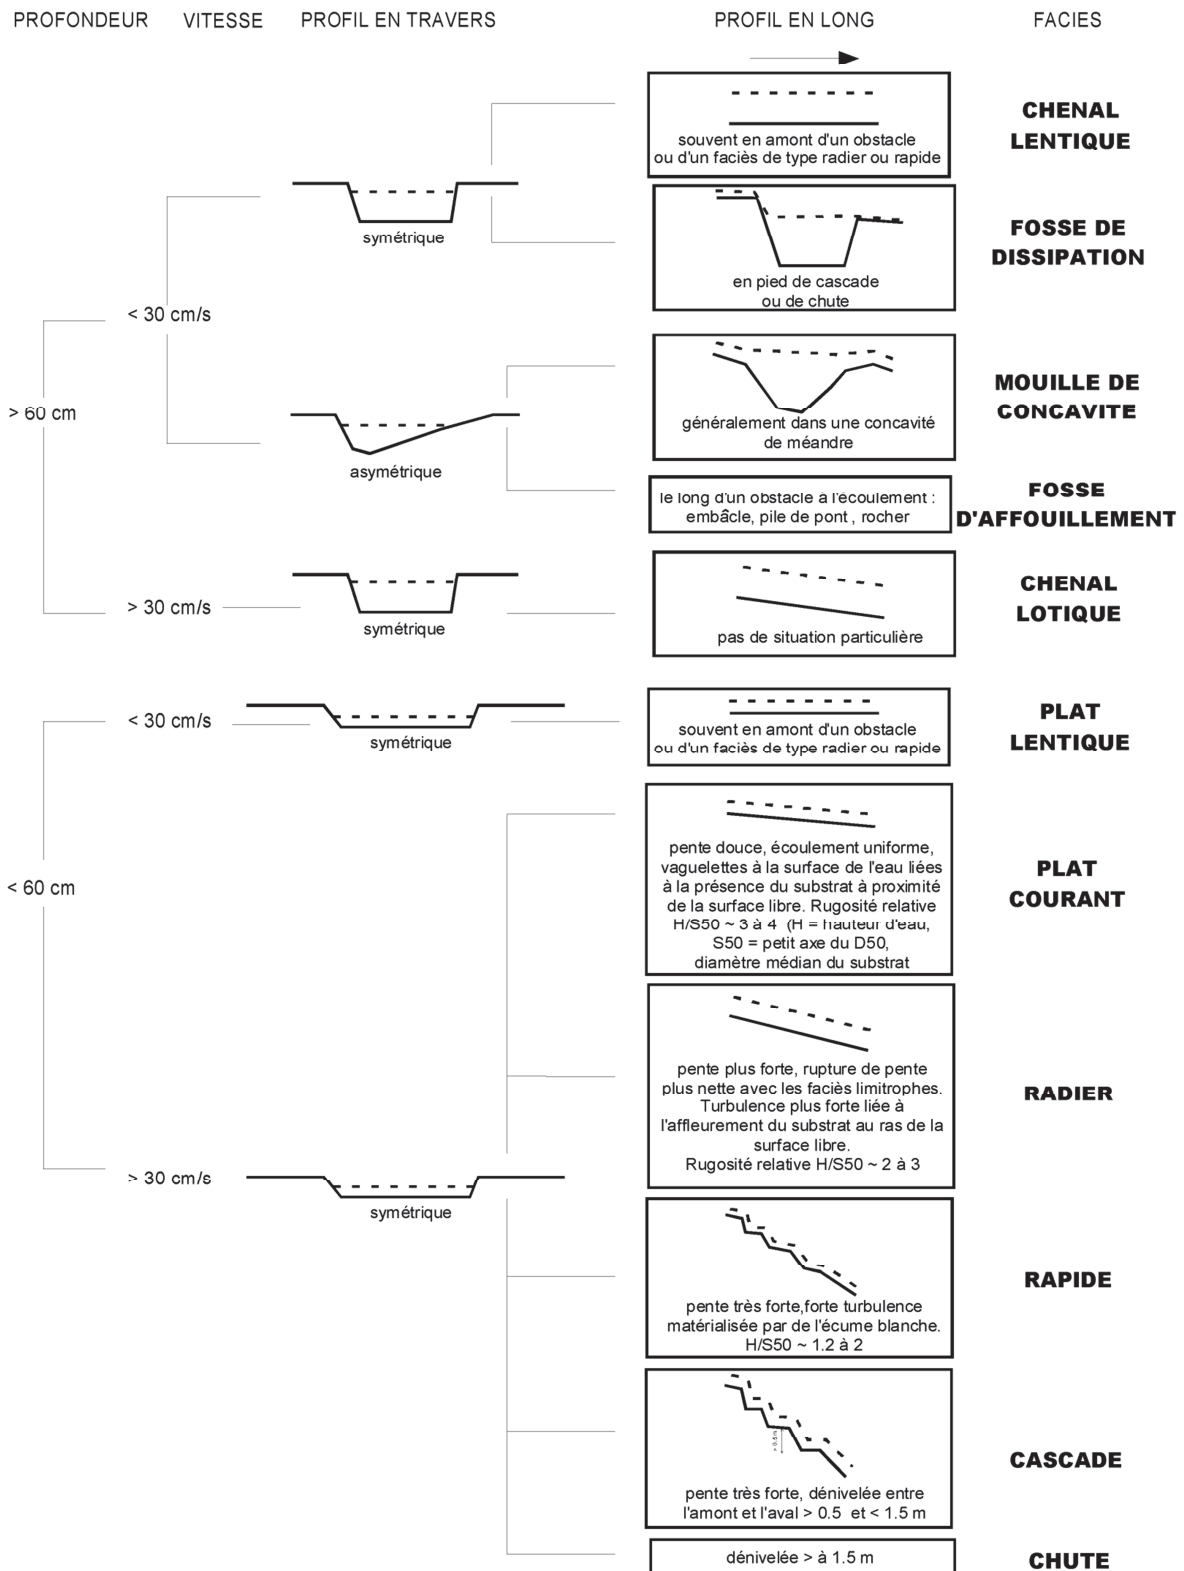 PROFONDEUR VITESSE PROFIL EN TRAVERS PROFIL EN LONG FACIES
souvent en amont d'un obstacle
ou d'un faciès de type radier ou rapide
CHENAL
LENTIQUE
symétrique
en pied de cascade
ou de chute
FOSSE DE
DISSIPATION
< 30 cm/s
> 60 cm
asymétrique
généralement dans une concavité
de méandre
MOUILLE DE
CONCAVITE
le long d'un obstacle à l'écoulement :
embâcle, pile de pont , rocher
FOSSE
D'AFFOUILLEMENT
> 30 cm/s
symétrique
pas de situation particulière
CHENAL
LOTIQUE
< 30 cm/s
symétrique
souvent en amont d'un obstacle
ou d'un faciès de type radier ou rapide
PLAT
LENTIQUE
< 60 cm
pente douce, écoulement uniforme,
vaguelettes à la surface de l'eau liées
à la présence du substrat à proximité
de la surface libre. Rugosité relative
H/S50 ~ 3 à 4 (H = hauteur d'eau,
S50 = petit axe du D50,
diamètre médian du substrat
PLAT
COURANT
pente plus forte, rupture de pente
plus nette avec les faciès limitrophes.
Turbulence plus forte liée à
l'affleurement du substrat au ras de la
surface libre.
Rugosité relative H/S50 ~ 2 à 3
RADIER
> 30 cm/s
symétrique
pente très forte,forte turbulence
matérialisée par de l'écume blanche.
H/S50 ~ 1.2 à 2
RAPIDE
> 0.5 m
pente très forte, dénivelée entre
l'amont et l'aval > 0.5 et < 1.5 m
CASCADE
dénivelée > à 1.5 m
CHUTE